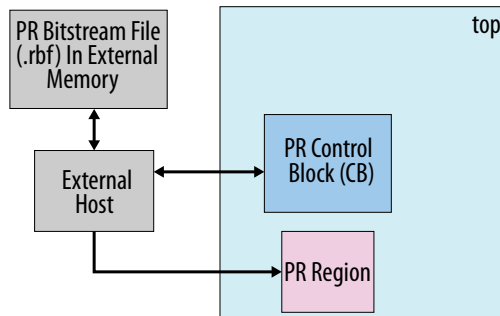 PR Bitstream File
(.rbf) In External
Memory
top
External
Host
PR Control
Block (CB)
PR Region